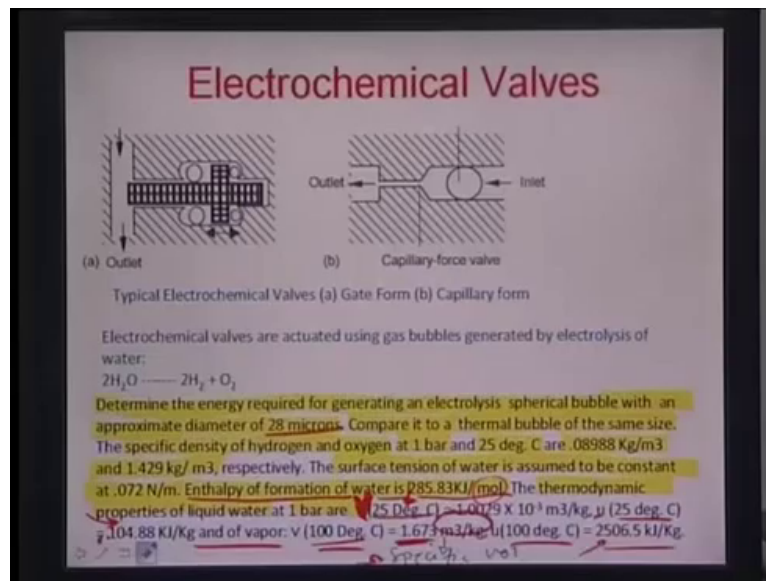 Electrochemical Valves
Outlet
Inlet
(a) Outlet
(b)
Capillary-force valve
Typical Electrochemical Valves (a) Gate Form (b) Capillary form
Electrochemical valves are actuated using gas bubbles generated by electrolysis of
water:
2H₂O ------ 2H₂ + O₂
Determine the energy required for generating an electrolysis spherical bubble with an
approximate diameter of 28 microns. Compare it to a thermal bubble of the same size.
The specific density of hydrogen and oxygen at 1 bar and 25 deg. C are .08988 Kg/m3
and 1.429 kg/ m3, respectively. The surface tension of water is assumed to be constant
at .072 N/m. Enthalpy of formation of water is 285.83KJ/mol. The thermodynamic
properties of liquid water at 1 bar are (25 Deg. C) = 1.0029 X 10⁻³ m3/kg, u (25 deg. C)
=.104.88 KJ/Kg and of vapor: v (100 Deg. C) = 1.673 m3/kg, u(100 deg. C) = 2506.5 kJ/Kg.
Specific vol